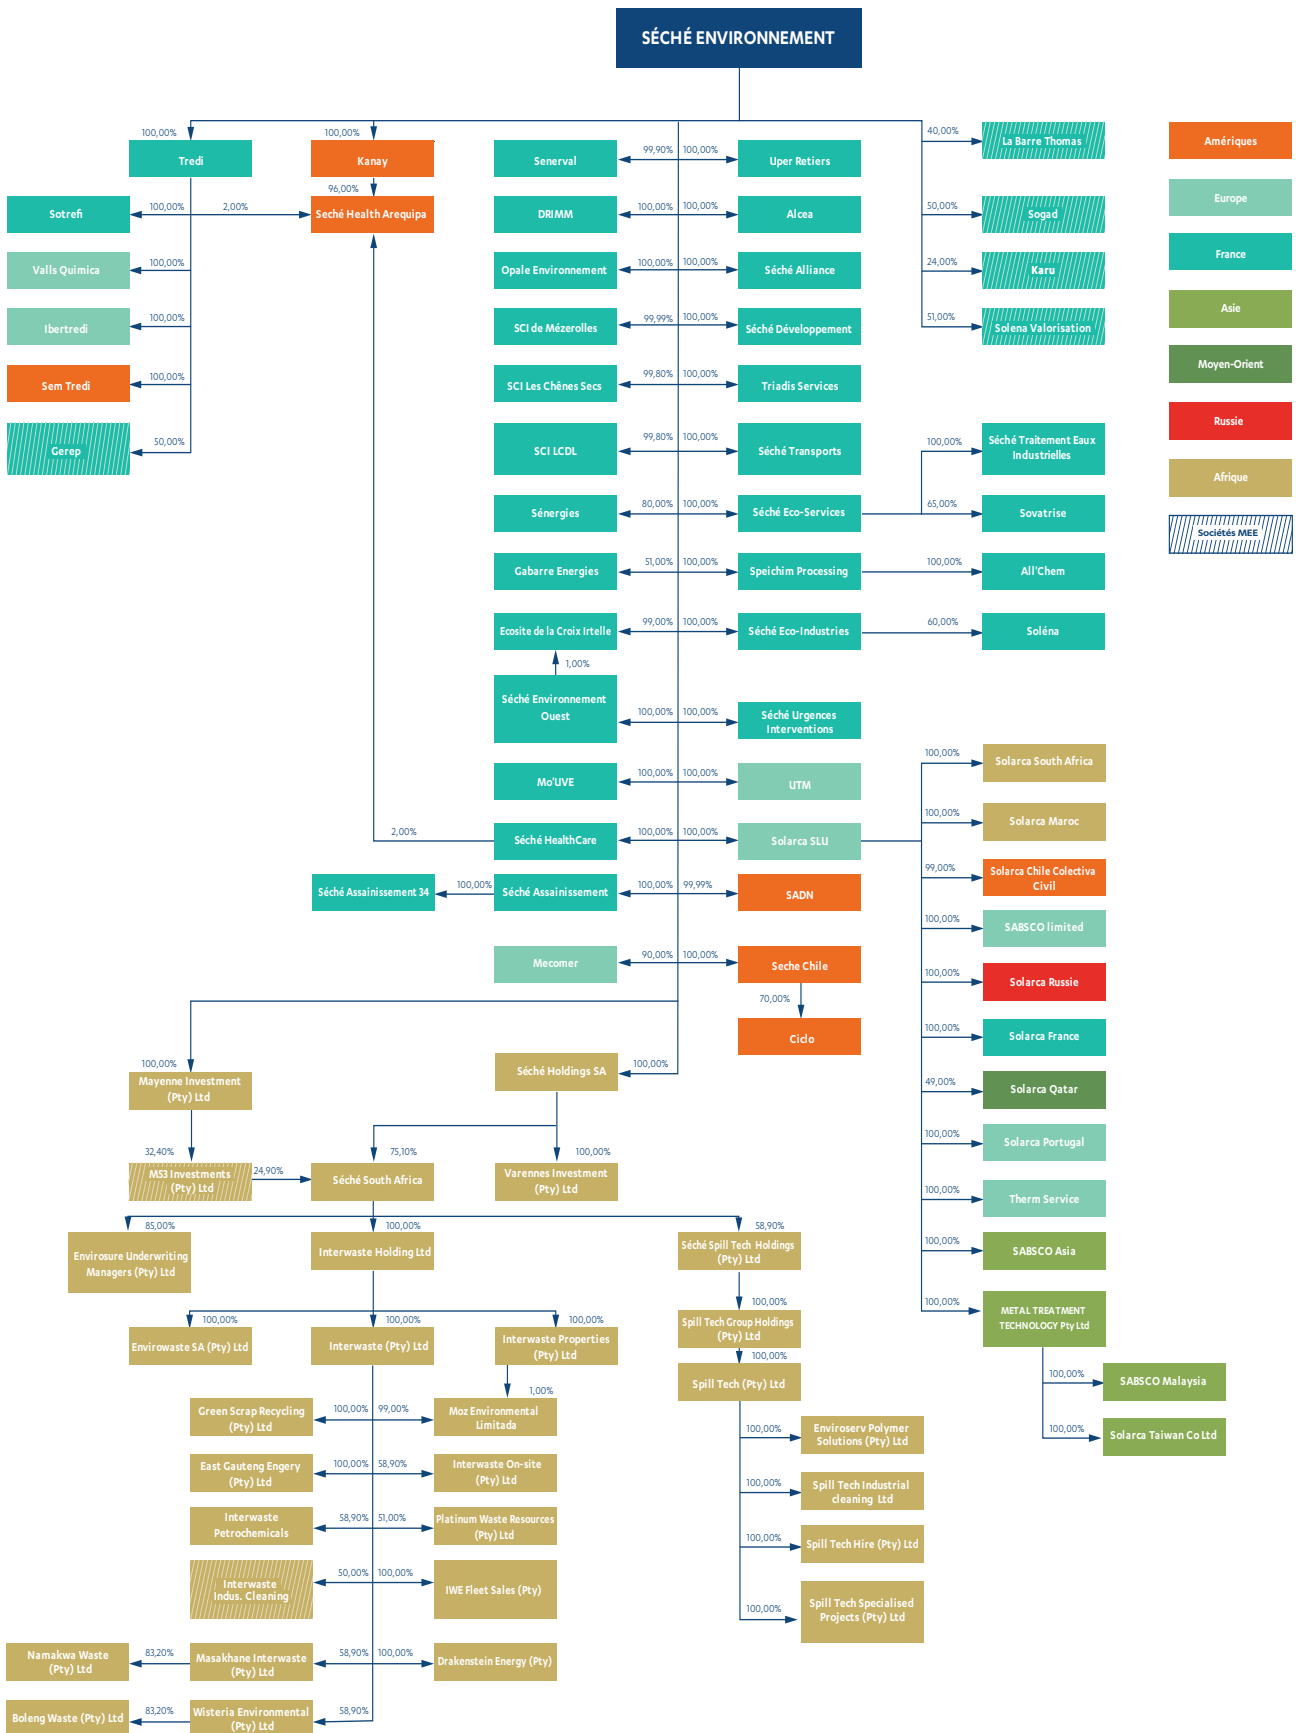 SÉCHÉ ENVIRONNEMENT
100,00%
Tredi
100,00%
Kanay
96,00%
Seché Health Arequipa
100,00%
2,00%
Sotrefi
100,00%
Valls Quimica
100,00%
Ibertredi
100,00%
Sem Tredi
50,00%
Gerep
99,90%
100,00%
Senerval
Uper Retiers
100,00%
100,00%
DRIMM
Alcea
100,00%
100,00%
Opale Environnement
Séché Alliance
99,99%
100,00%
SCI de Mézerolles
Séché Développement
99,80%
100,00%
SCI Les Chênes Secs
Triadis Services
99,80%
100,00%
SCI LCDL
Séché Transports
80,00%
100,00%
Sénergies
Séché Eco-Services
51,00%
100,00%
Gabarre Energies
Speichim Processing
99,00%
100,00%
Ecosite de la Croix Irtelle
Séché Eco-Industries
1,00%
Séché Environnement
Ouest
100,00%
100,00%
Séché Urgences
Interventions
100,00%
100,00%
Mo'UVE
UTM
2,00%
100,00%
100,00%
Séché HealthCare
Solarca SLU
Séché Assainissement 34
100,00%
Séché Assainissement
100,00%
99,99%
SADN
90,00%
100,00%
Mecomer
Seche Chile
70,00%
Ciclo
40,00%
La Barre Thomas
50,00%
Sogad
24,00%
Karu
51,00%
Solena Valorisation
100,00%
Séché Traitement Eaux
Industrielles
65,00%
Sovatrise
100,00%
All'Chem
60,00%
Soléna
Amériques
Europe
France
Asie
Moyen-Orient
Russie
Afrique
Sociétés MEE
100,00%
Solarca South Africa
100,00%
Solarca Maroc
99,00%
Solarca Chile Colectiva
Civil
100,00%
SABSCO limited
100,00%
Solarca Russie
100,00%
Solarca France
49,00%
Solarca Qatar
100,00%
Solarca Portugal
100,00%
Therm Service
100,00%
SABSCO Asia
100,00%
METAL TREATMENT
TECHNOLOGY Pty Ltd
100,00%
SABSCO Malaysia
100,00%
Solarca Taiwan Co Ltd
100,00%
Mayenne Investment
(Pty) Ltd
Séché Holdings SA
100,00%
32,40%
M53 Investments
(Pty) Ltd
24,90%
75,10%
Séché South Africa
100,00%
Varennes Investment
(Pty) Ltd
85,00%
Envirosure Underwriting
Managers (Pty) Ltd
100,00%
Interwaste Holding Ltd
58,90%
Séché Spill Tech Holdings
(Pty) Ltd
100,00%
Envirowaste SA (Pty) Ltd
100,00%
Interwaste (Pty) Ltd
100,00%
Interwaste Properties
(Pty) Ltd
100,00%
Spill Tech Group Holdings
(Pty) Ltd
100,00%
Spill Tech (Pty) Ltd
1,00%
Green Scrap Recycling
(Pty) Ltd
100,00%
99,00%
Moz Environmental
Limitada
East Gauteng Engery
(Pty) Ltd
100,00%
58,90%
Interwaste On-site
(Pty) Ltd
Interwaste
Petrochemicals
58,90%
51,00%
Platinum Waste Resources
(Pty) Ltd
Interwaste
Indus. Cleaning
50,00%
100,00%
IWE Fleet Sales (Pty)
Namakwa Waste
(Pty) Ltd
83,20%
Masakhane Interwaste
(Pty) Ltd
58,90%
100,00%
Drakenstein Energy (Pty)
Boleng Waste (Pty) Ltd
83,20%
Wisteria Environmental
(Pty) Ltd
58,90%
100,00%
Enviroserv Polymer
Solutions (Pty) Ltd
100,00%
Spill Tech Industrial
cleaning Ltd
100,00%
Spill Tech Hire (Pty) Ltd
100,00%
Spill Tech Specialised
Projects (Pty) Ltd